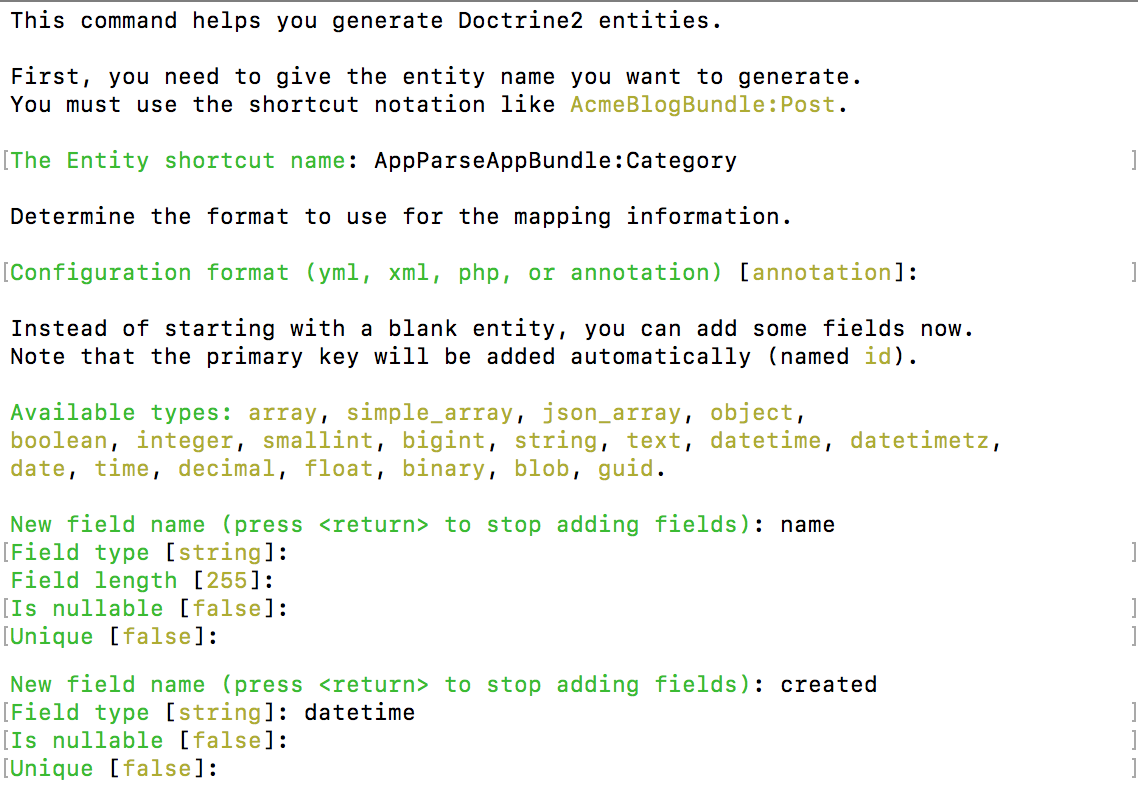 This command helps you generate Doctrine2 entities.
First, you need to give the entity name you want to generate.
You must use the shortcut notation like AcmeBlogBundle:Post.
[The Entity shortcut name: AppParseAppBundle:Category ]
Determine the format to use for the mapping information.
[Configuration format (yml, xml, php, or annotation) [annotation]: ]
Instead of starting with a blank entity, you can add some fields now.
Note that the primary key will be added automatically (named id).
Available types: array, simple_array, json_array, object,
boolean, integer, smallint, bigint, string, text, datetime, datetimetz,
date, time, decimal, float, binary, blob, guid.
New field name (press <return> to stop adding fields): name
[Field type [string]: ]
Field length [255]:
[Is nullable [false]: ]
[Unique [false]: ]
New field name (press <return> to stop adding fields): created
[Field type [string]: datetime ]
[Is nullable [false]: ]
[Unique [false]: ]